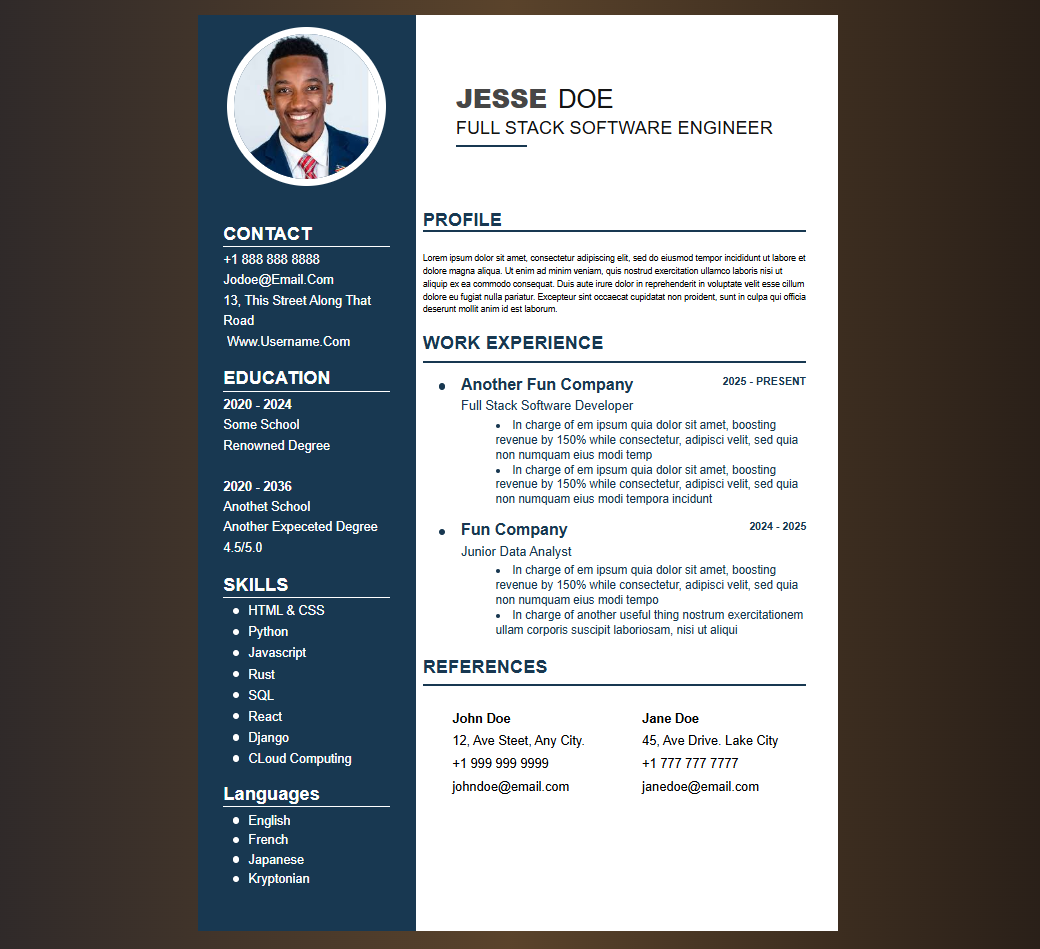 JESSE DOE
FULL STACK SOFTWARE ENGINEER
CONTACT
+1 888 888 8888
Jodoe@Email.Com
13, This Street Along That
Road
Www.Username.Com
EDUCATION
2020 - 2024
Some School
Renowned Degree
2020 - 2036
Anothet School
Another Expeceted Degree
4.5/5.0
SKILLS
• HTML & CSS
• Python
• Javascript
• Rust
• SQL
• React
• Django
• CLoud Computing
Languages
• English
• French
• Japanese
• Kryptonian
PROFILE
Lorem ipsum dolor sit amet, consectetur adipiscing elit, sed do eiusmod tempor incididunt ut labore et
dolore magna aliqua. Ut enim ad minim veniam, quis nostrud exercitation ullamco laboris nisi ut
aliquip ex ea commodo consequat. Duis aute irure dolor in reprehenderit in voluptate velit esse cillum
dolore eu fugiat nulla pariatur. Excepteur sint occaecat cupidatat non proident, sunt in culpa qui officia
deserunt mollit anim id est laborum.
WORK EXPERIENCE
• Another Fun Company 2025 - PRESENT
Full Stack Software Developer
• In charge of em ipsum quia dolor sit amet, boosting
revenue by 150% while consectetur, adipisci velit, sed quia
non numquam eius modi temp
• In charge of em ipsum quia dolor sit amet, boosting
revenue by 150% while consectetur, adipisci velit, sed quia
non numquam eius modi tempora incidunt
• Fun Company 2024 - 2025
Junior Data Analyst
• In charge of em ipsum quia dolor sit amet, boosting
revenue by 150% while consectetur, adipisci velit, sed quia
non numquam eius modi tempo
• In charge of another useful thing nostrum exercitationem
ullam corporis suscipit laboriosam, nisi ut aliqui
REFERENCES
John Doe
12, Ave Steet, Any City.
+1 999 999 9999
johndoe@email.com
Jane Doe
45, Ave Drive. Lake City
+1 777 777 7777
janedoe@email.com